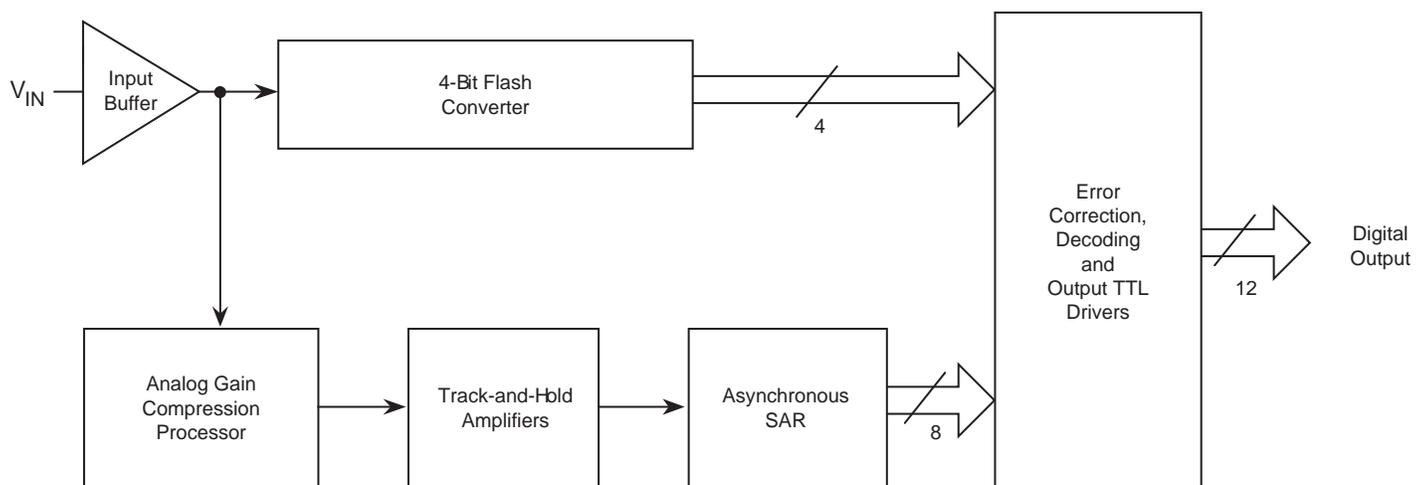 V_IN
Input
Buffer
4-Bit Flash
Converter
4
Error
Correction,
Decoding
and
Output TTL
Drivers
12
Digital
Output
Analog Gain
Compression
Processor
Track-and-Hold
Amplifiers
Asynchronous
SAR
8